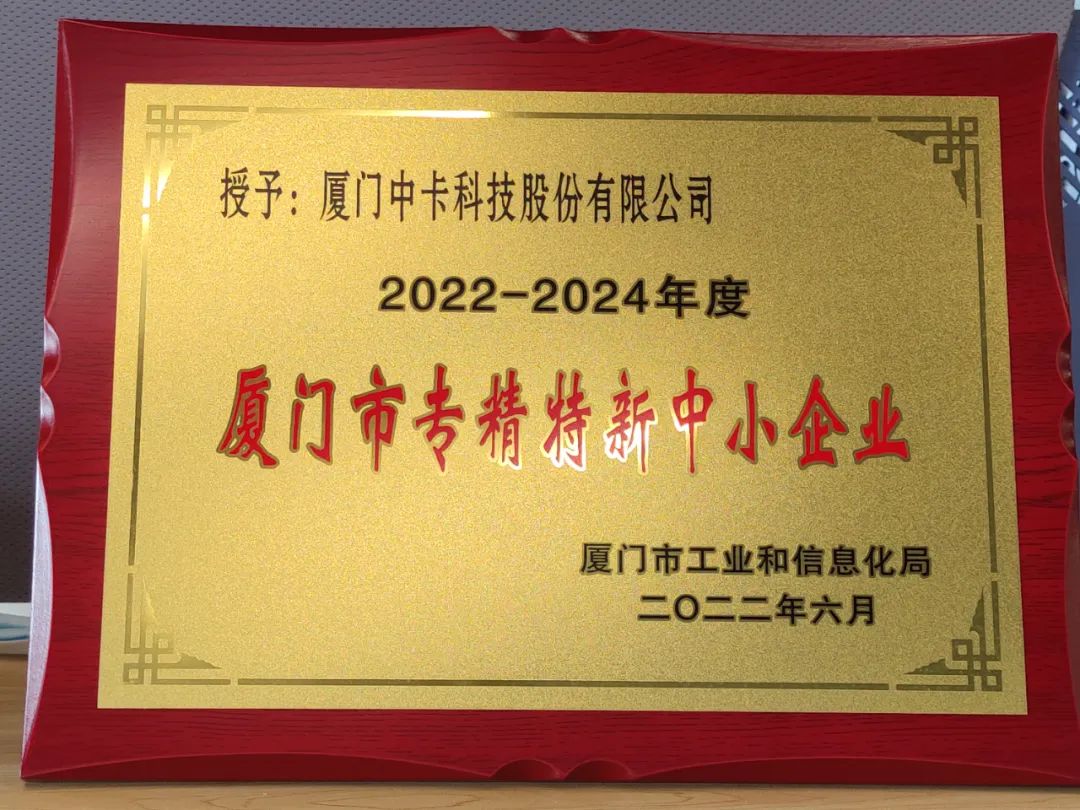 授予：厦门中卡科技股份有限公司
2022-2024年度
厦门市专精特新中小企业
厦门市工业和信息化局
二〇二二年六月